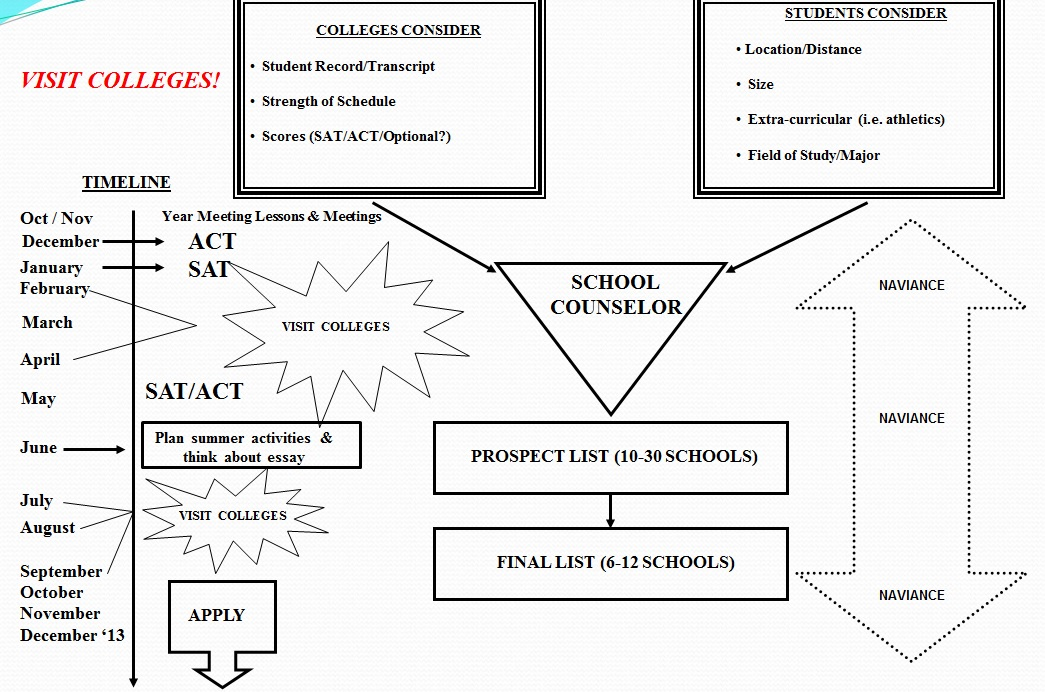 COLLEGES CONSIDER
• Student Record/Transcript
• Strength of Schedule
• Scores (SAT/ACT/Optional?)
STUDENTS CONSIDER
• Location/Distance
• Size
• Extra-curricular (i.e. athletics)
• Field of Study/Major
VISIT COLLEGES!
TIMELINE
Oct / Nov
Year Meeting Lessons & Meetings
December
ACT
January
SAT
February
March
April
May
SAT/ACT
June
July
August
September
October
November
December ‘13
VISIT COLLEGES
Plan summer activities &
think about essay
VISIT COLLEGES
APPLY
SCHOOL
COUNSELOR
PROSPECT LIST (10-30 SCHOOLS)
FINAL LIST (6-12 SCHOOLS)
NAVIANCE
NAVIANCE
NAVIANCE